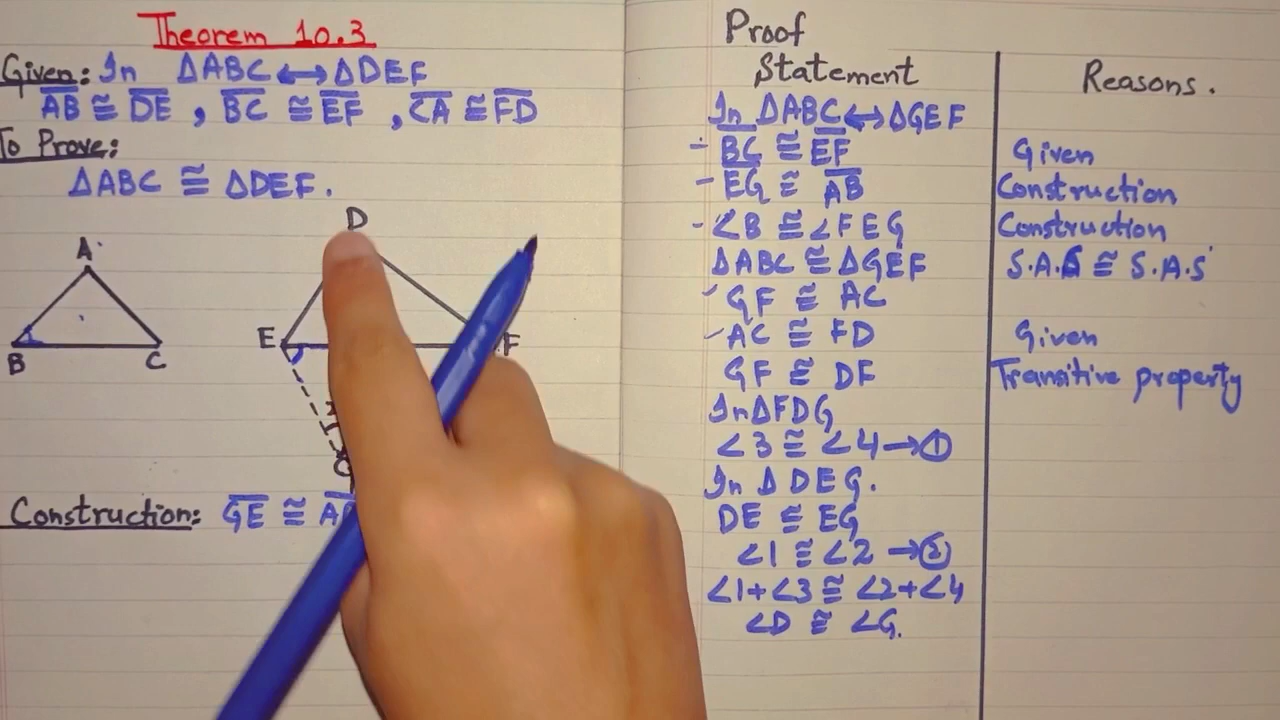 Theorem 10.3
Given: In ΔABC ↔ ΔDEF
AB ≅ DE , BC ≅ EF , CA ≅ FD
To Prove:
ΔABC ≅ ΔDEF.
D
A
E
F
B
C
G
Construction: GE ≅
Proof
Statement
Reasons.
In ΔABC ↔ ΔGEF
- BC ≅ EF
Given
- EG ≅ AB
Construction
- ∠B ≅ ∠FEG
Construction
ΔABC ≅ ΔGEF
S.A.S ≅ S.A.S
GF ≅ AC
AC ≅ FD
Given
GF ≅ DF
Transitive property
In ΔFDG
∠3 ≅ ∠4 → ①
In Δ DEG.
DE ≅ EG
∠1 ≅ ∠2 → ②
∠1+∠3 ≅ ∠2+∠4
∠D ≅ ∠G.